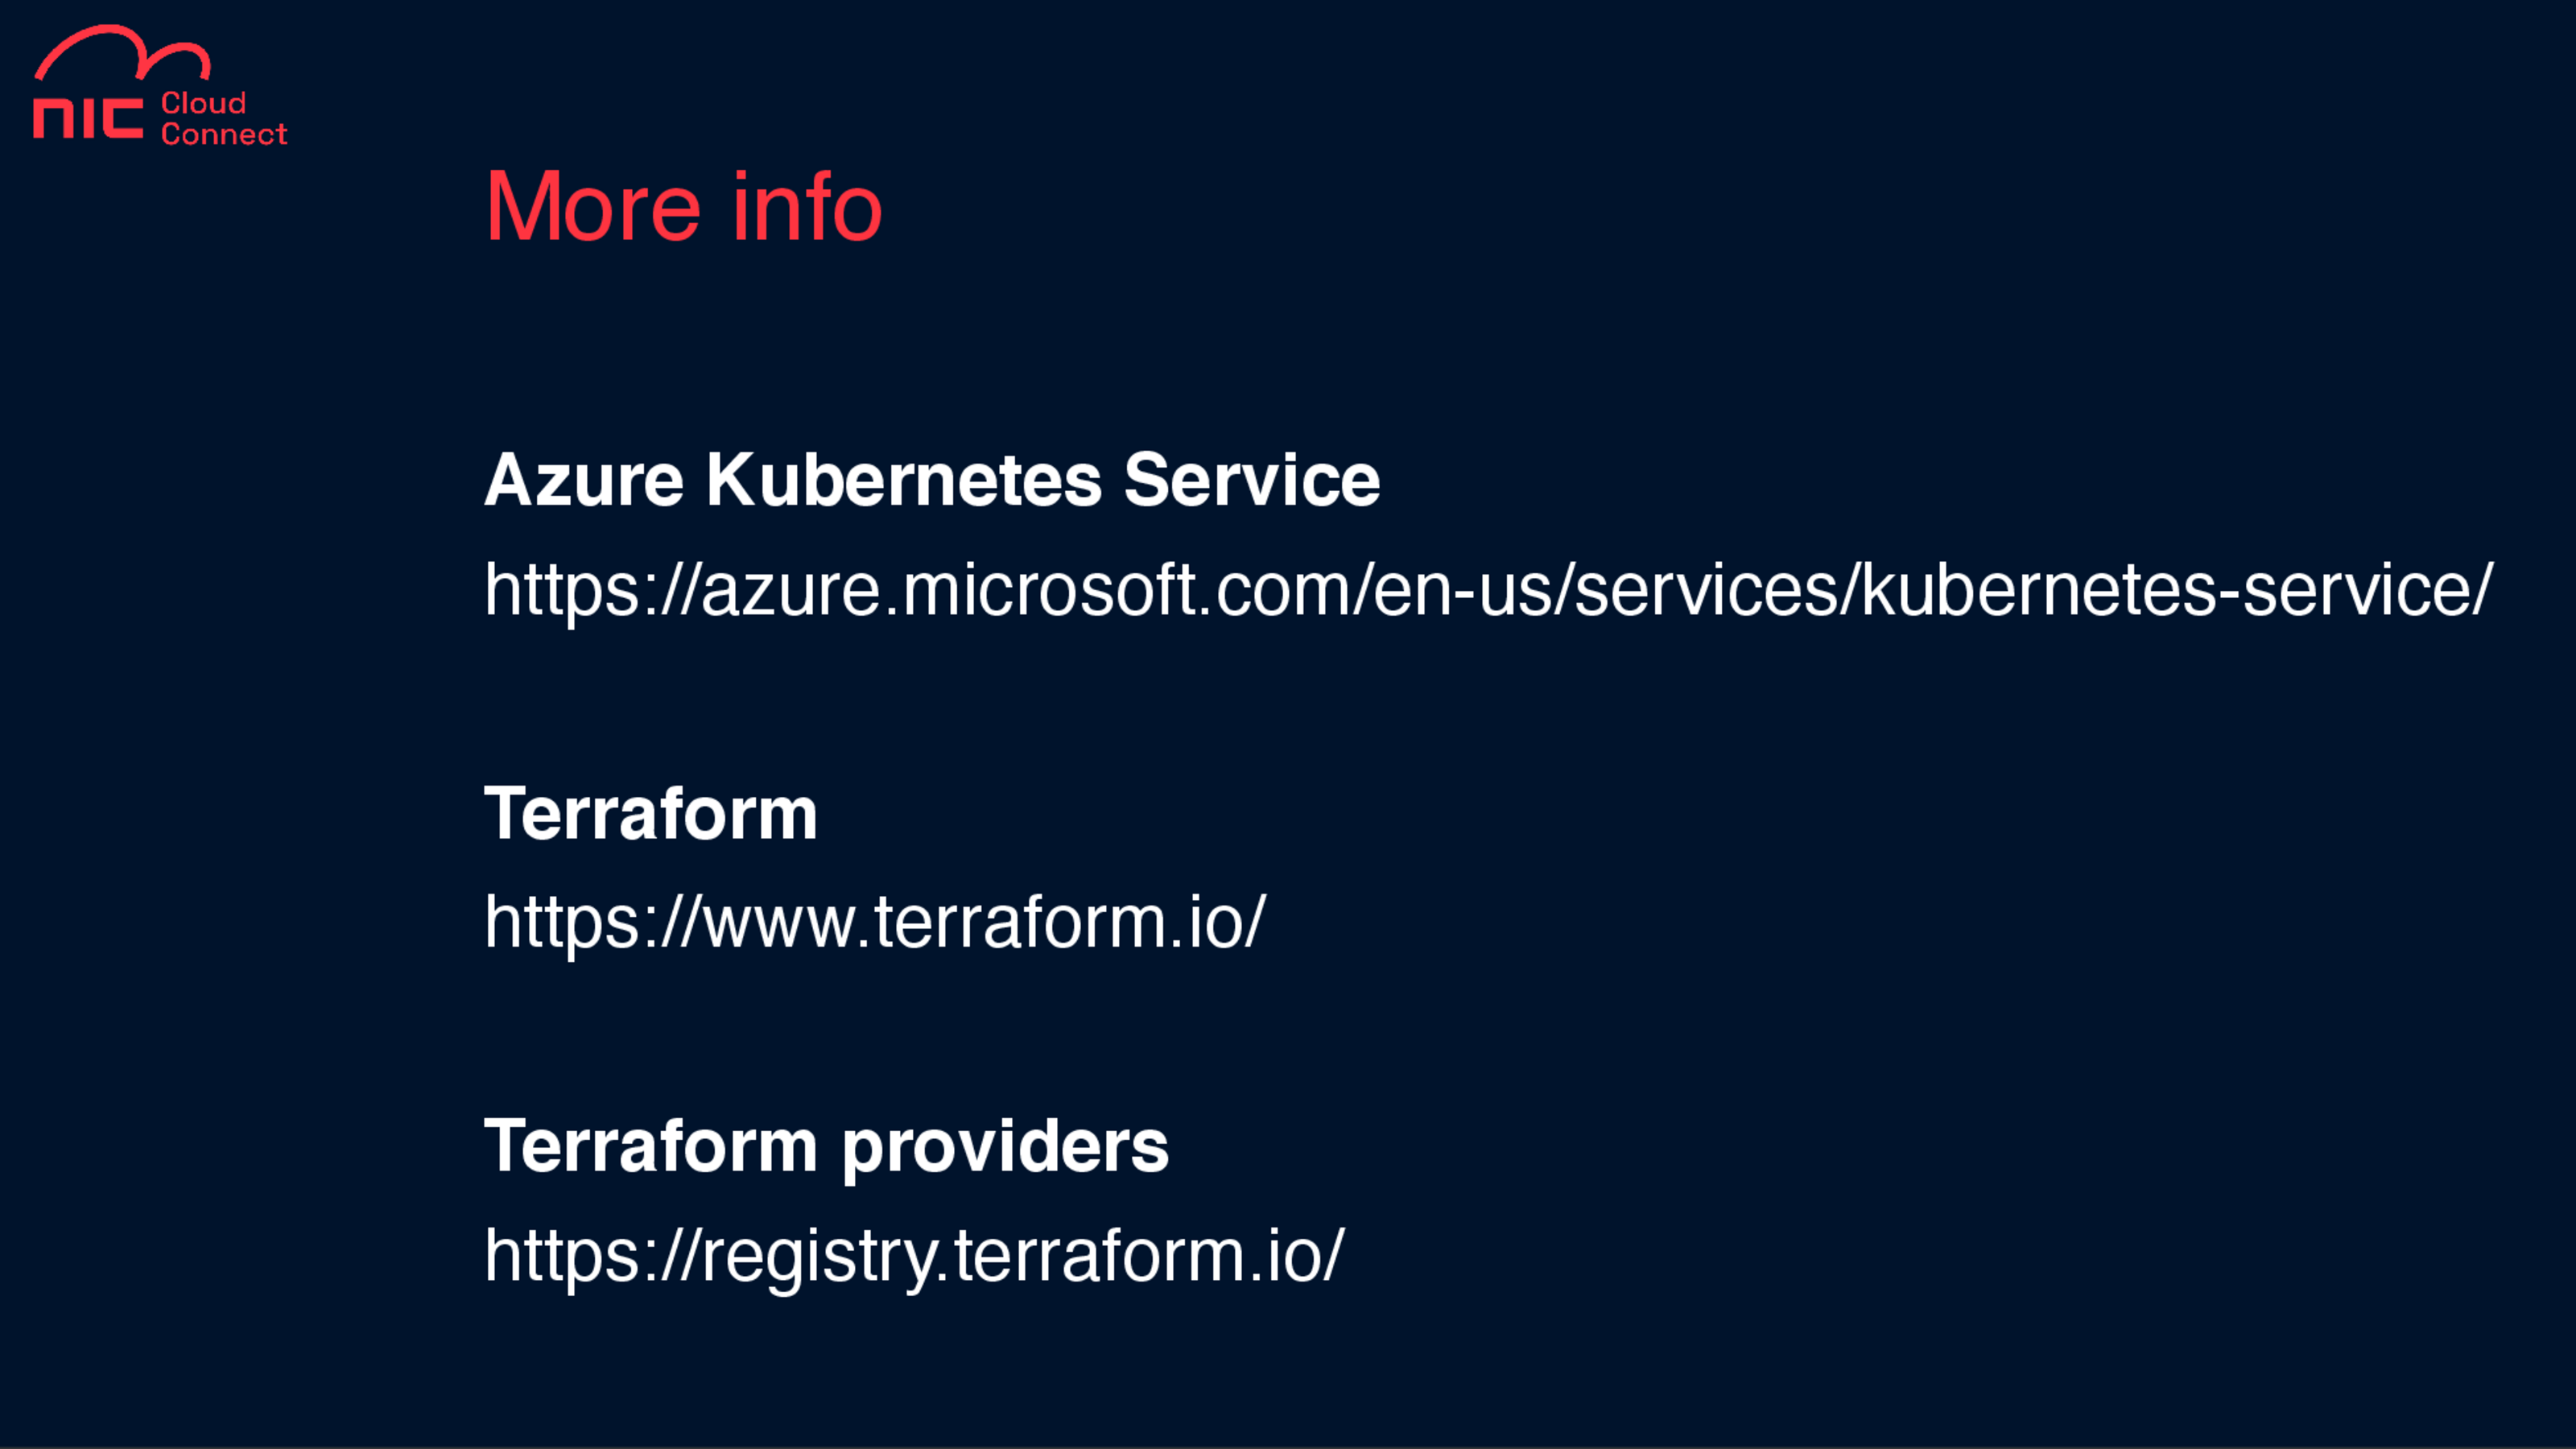 NIC Cloud
Connect
More info
Azure Kubernetes Service
https://azure.microsoft.com/en-us/services/kubernetes-service/
Terraform
https://www.terraform.io/
Terraform providers
https://registry.terraform.io/